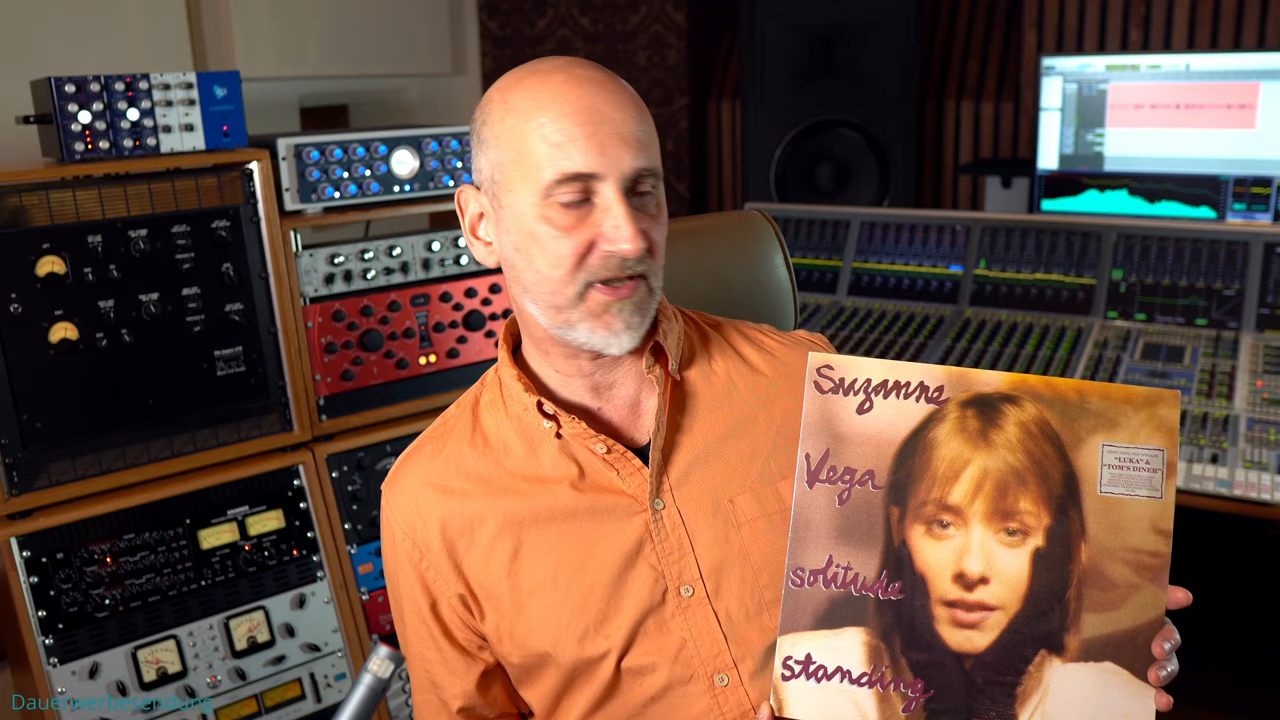 Suzanne
Vega
solitude
standing
"LUKA" &
"TOM'S DINER"
Dauerwerbesendung